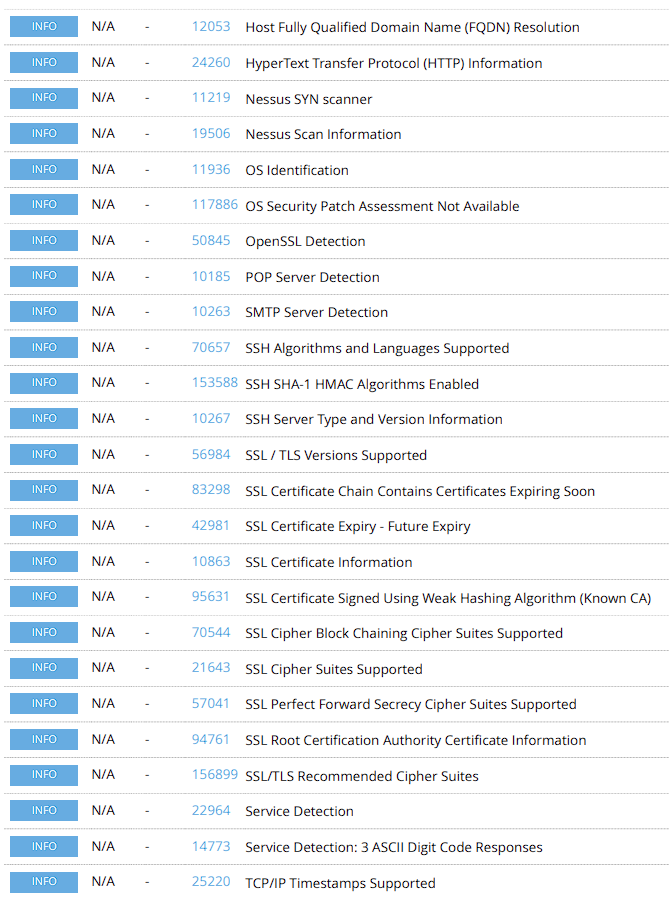 INFO N/A - 12053 Host Fully Qualified Domain Name (FQDN) Resolution
INFO N/A - 24260 HyperText Transfer Protocol (HTTP) Information
INFO N/A - 11219 Nessus SYN scanner
INFO N/A - 19506 Nessus Scan Information
INFO N/A - 11936 OS Identification
INFO N/A - 117886 OS Security Patch Assessment Not Available
INFO N/A - 50845 OpenSSL Detection
INFO N/A - 10185 POP Server Detection
INFO N/A - 10263 SMTP Server Detection
INFO N/A - 70657 SSH Algorithms and Languages Supported
INFO N/A - 153588 SSH SHA-1 HMAC Algorithms Enabled
INFO N/A - 10267 SSH Server Type and Version Information
INFO N/A - 56984 SSL / TLS Versions Supported
INFO N/A - 83298 SSL Certificate Chain Contains Certificates Expiring Soon
INFO N/A - 42981 SSL Certificate Expiry - Future Expiry
INFO N/A - 10863 SSL Certificate Information
INFO N/A - 95631 SSL Certificate Signed Using Weak Hashing Algorithm (Known CA)
INFO N/A - 70544 SSL Cipher Block Chaining Cipher Suites Supported
INFO N/A - 21643 SSL Cipher Suites Supported
INFO N/A - 57041 SSL Perfect Forward Secrecy Cipher Suites Supported
INFO N/A - 94761 SSL Root Certification Authority Certificate Information
INFO N/A - 156899 SSL/TLS Recommended Cipher Suites
INFO N/A - 22964 Service Detection
INFO N/A - 14773 Service Detection: 3 ASCII Digit Code Responses
INFO N/A - 25220 TCP/IP Timestamps Supported